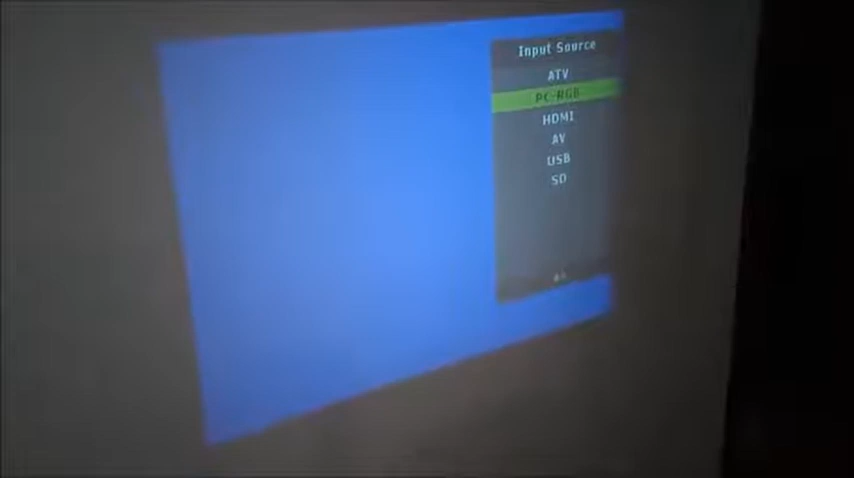 Input Source
ATV
PC-RGB
HDMI
AV
USB
SD